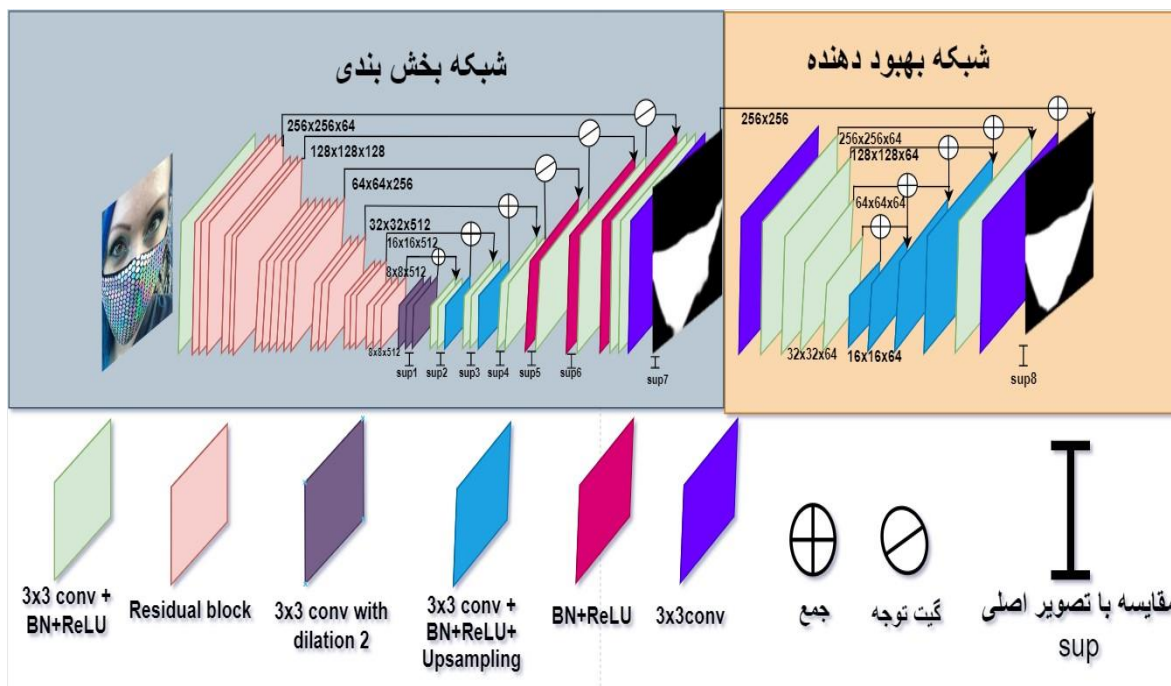 شبکه بخش بندی
شبکه بهبود دهنده
256x256x64
128x128x128
64x64x256
32x32x512
16x16x512
8x8x512
8x8x512
sup1
sup2
sup3
sup4
sup5
sup6
sup7
256x256
256x256x64
128x128x64
64x64x64
32x32x64
16x16x64
sup8
3x3 conv +
BN+ReLU
Residual block
3x3 conv with
dilation 2
3x3 conv +
BN+ReLU+
Upsampling
BN+ReLU
3x3conv
جمع
گیت توجه
مقایسه با تصویر اصلی
sup